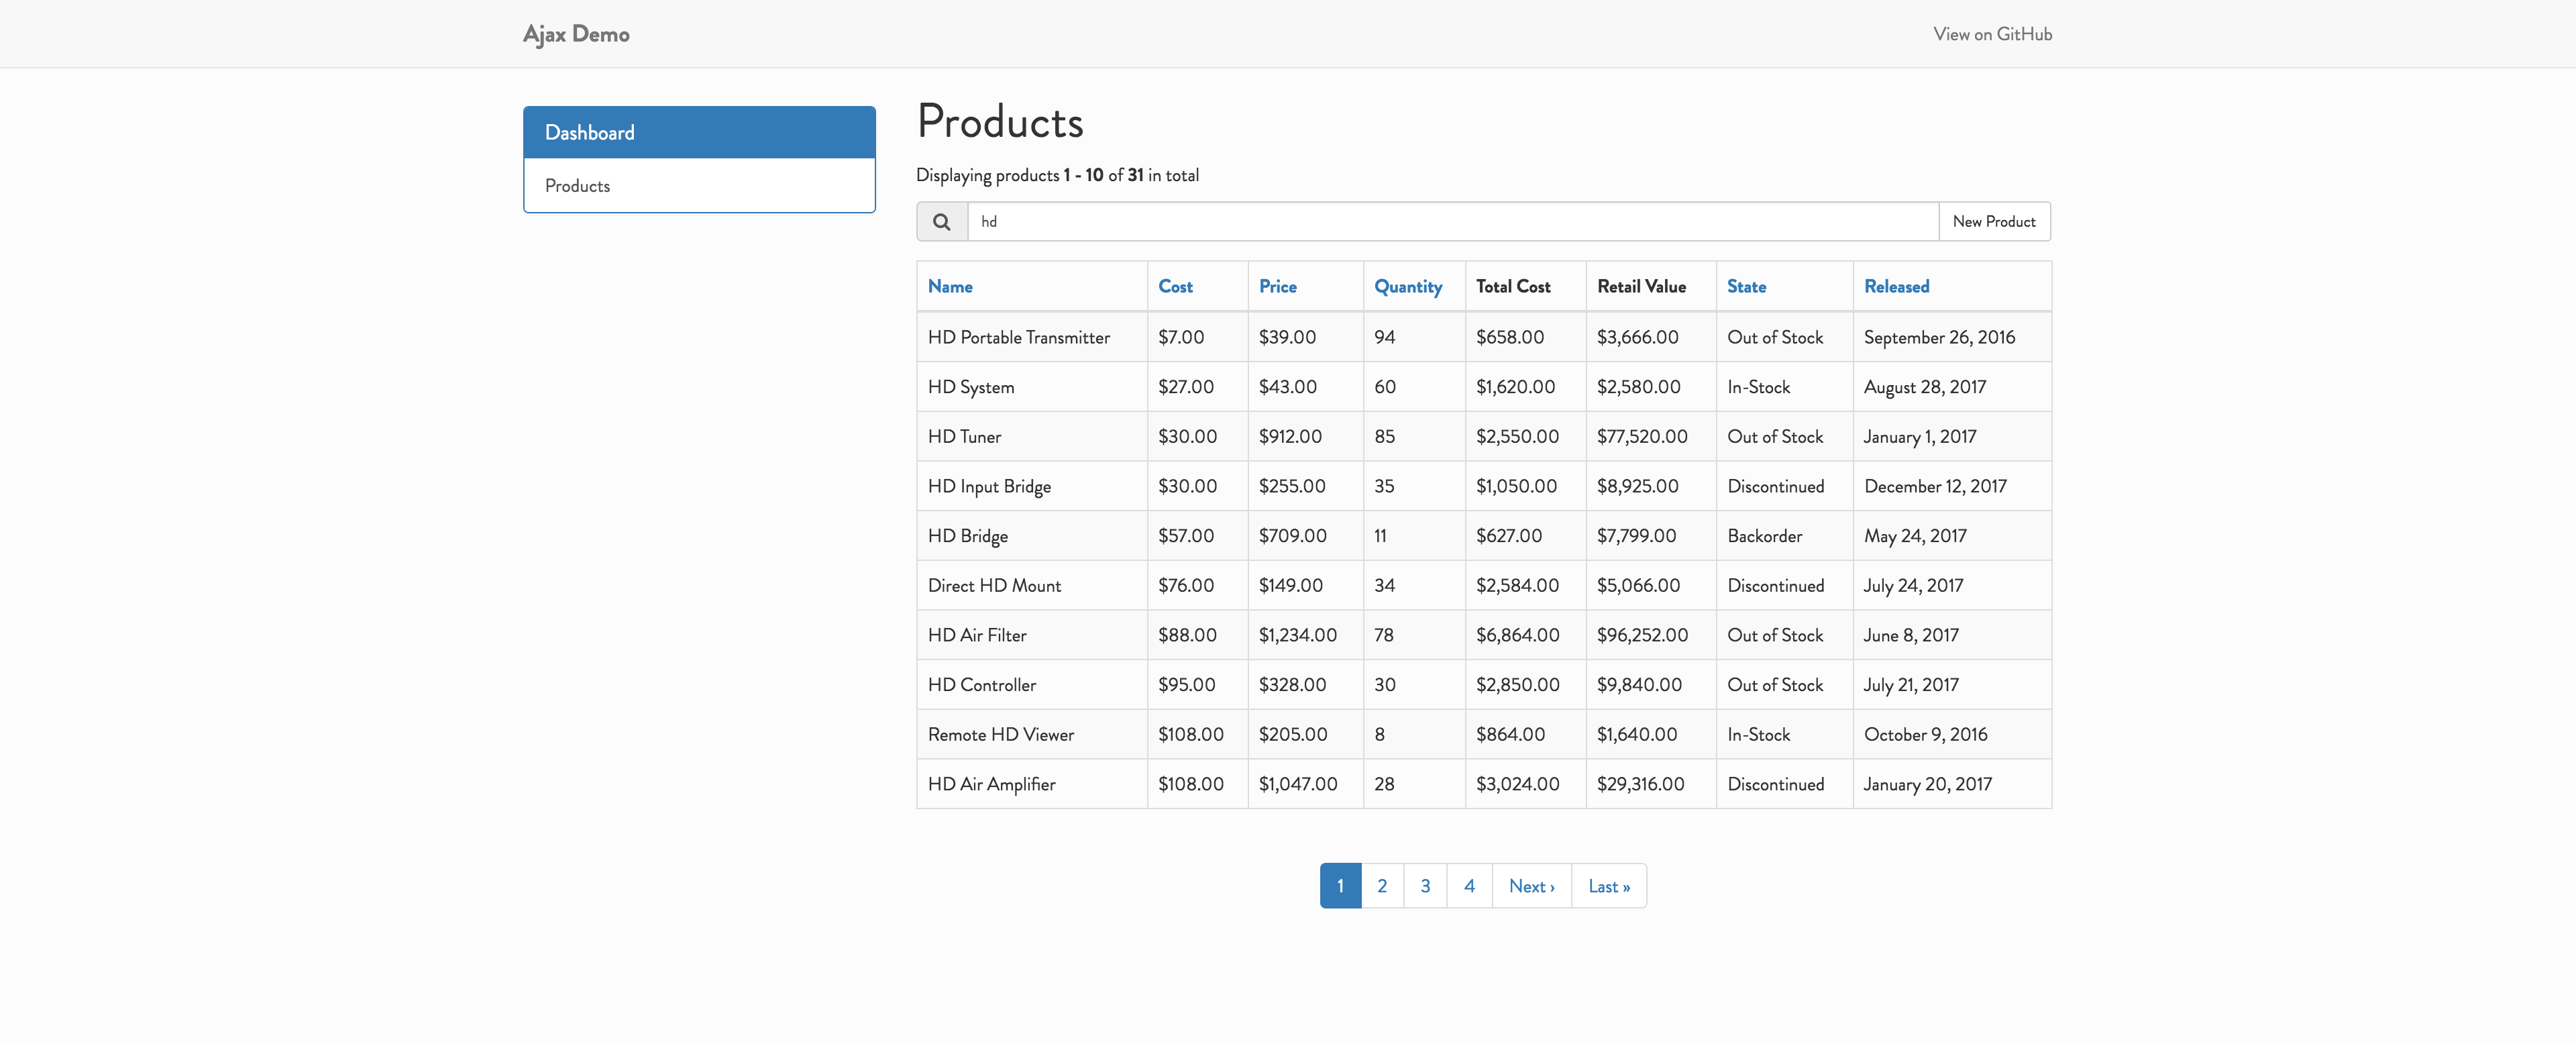 Ajax Demo View on GitHub
Dashboard
Products
Products
Displaying products 1 - 10 of 31 in total
hd New Product
Name Cost Price Quantity Total Cost Retail Value State Released
HD Portable Transmitter $7.00 $39.00 94 $658.00 $3,666.00 Out of Stock September 26, 2016
HD System $27.00 $43.00 60 $1,620.00 $2,580.00 In-Stock August 28, 2017
HD Tuner $30.00 $912.00 85 $2,550.00 $77,520.00 Out of Stock January 1, 2017
HD Input Bridge $30.00 $255.00 35 $1,050.00 $8,925.00 Discontinued December 12, 2017
HD Bridge $57.00 $709.00 11 $627.00 $7,799.00 Backorder May 24, 2017
Direct HD Mount $76.00 $149.00 34 $2,584.00 $5,066.00 Discontinued July 24, 2017
HD Air Filter $88.00 $1,234.00 78 $6,864.00 $96,252.00 Out of Stock June 8, 2017
HD Controller $95.00 $328.00 30 $2,850.00 $9,840.00 Out of Stock July 21, 2017
Remote HD Viewer $108.00 $205.00 8 $864.00 $1,640.00 In-Stock October 9, 2016
HD Air Amplifier $108.00 $1,047.00 28 $3,024.00 $29,316.00 Discontinued January 20, 2017
1 2 3 4 Next › Last »